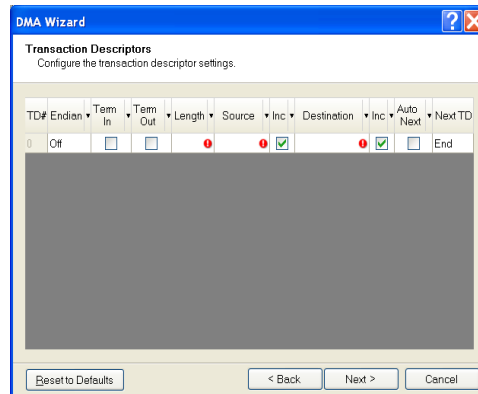 DMA Wizard
Transaction Descriptors
Configure the transaction descriptor settings.
TD# Endian Term In Term Out Length Source Inc Destination Inc Auto Next Next TD
0 Off End
Reset to Defaults < Back Next > Cancel